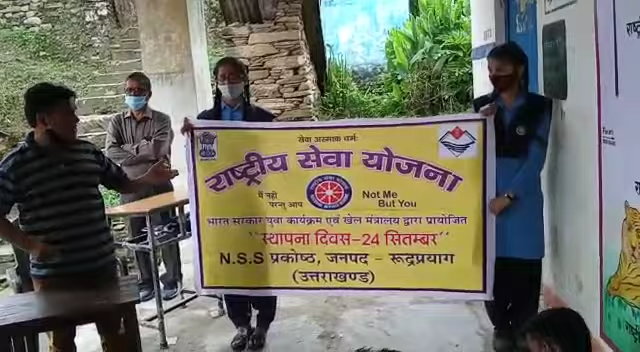 सेवा अस्माक धर्मः
राष्ट्रीय सेवा योजना
मैं नहीं
परन्तु आप
Not Me
But You
भारत सरकार युवा कार्यक्रम एवं खेल मंत्रालय द्वारा प्रायोजित
"स्थापना दिवस-24 सितम्बर"
N.S.S प्रकोष्ठ, जनपद - रूद्रप्रयाग
(उत्तराखण्ड)